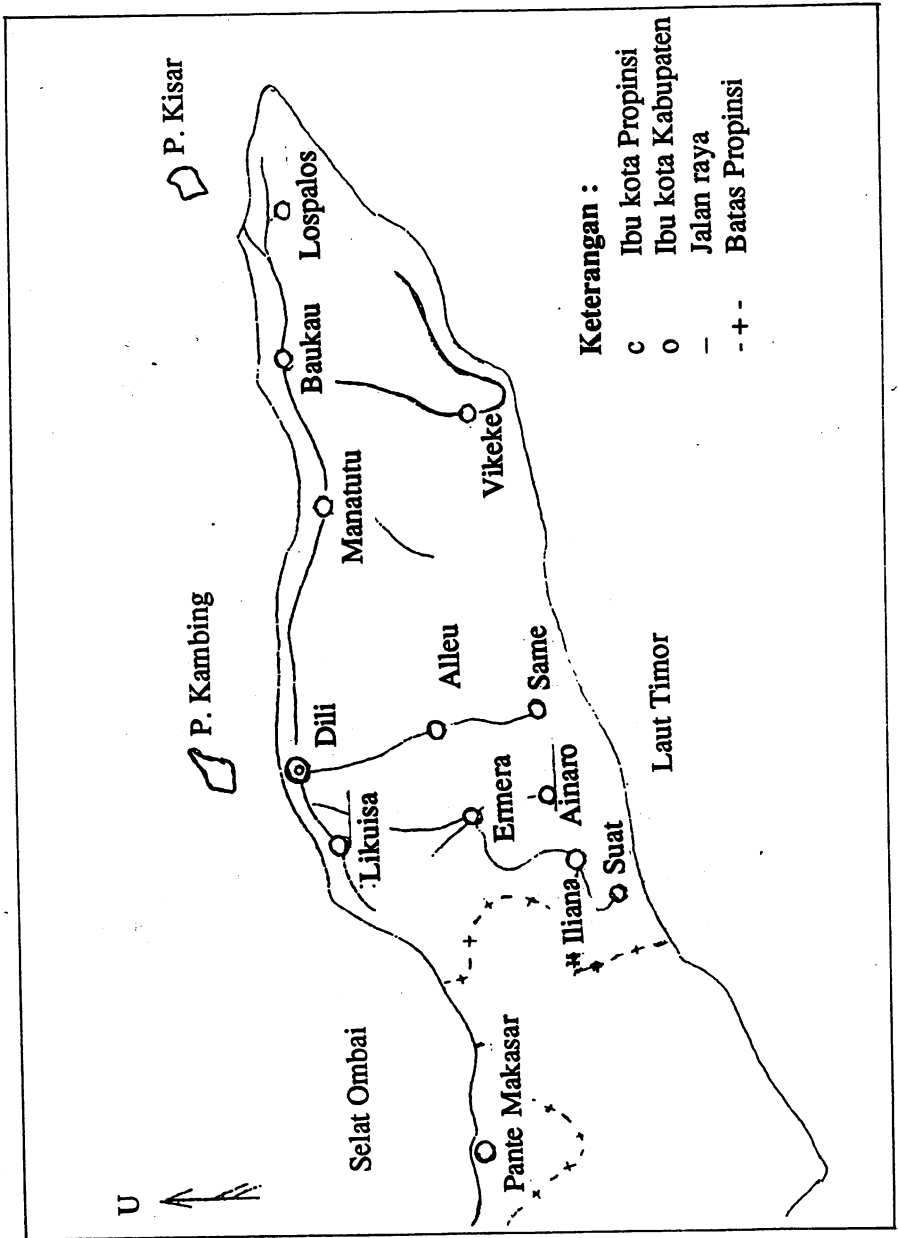 U
P. Kambing
P. Kisar
Selat Ombai
Dili
Likuisa
Manatutu
Baukau
Lospalos
Alleu
Ermera
Same
Ainaro
Vikeke
Iliana
Suat
Pante Makasar
Laut Timor
Keterangan :
c Ibu kota Propinsi
o Ibu kota Kabupaten
– Jalan raya
- + - Batas Propinsi